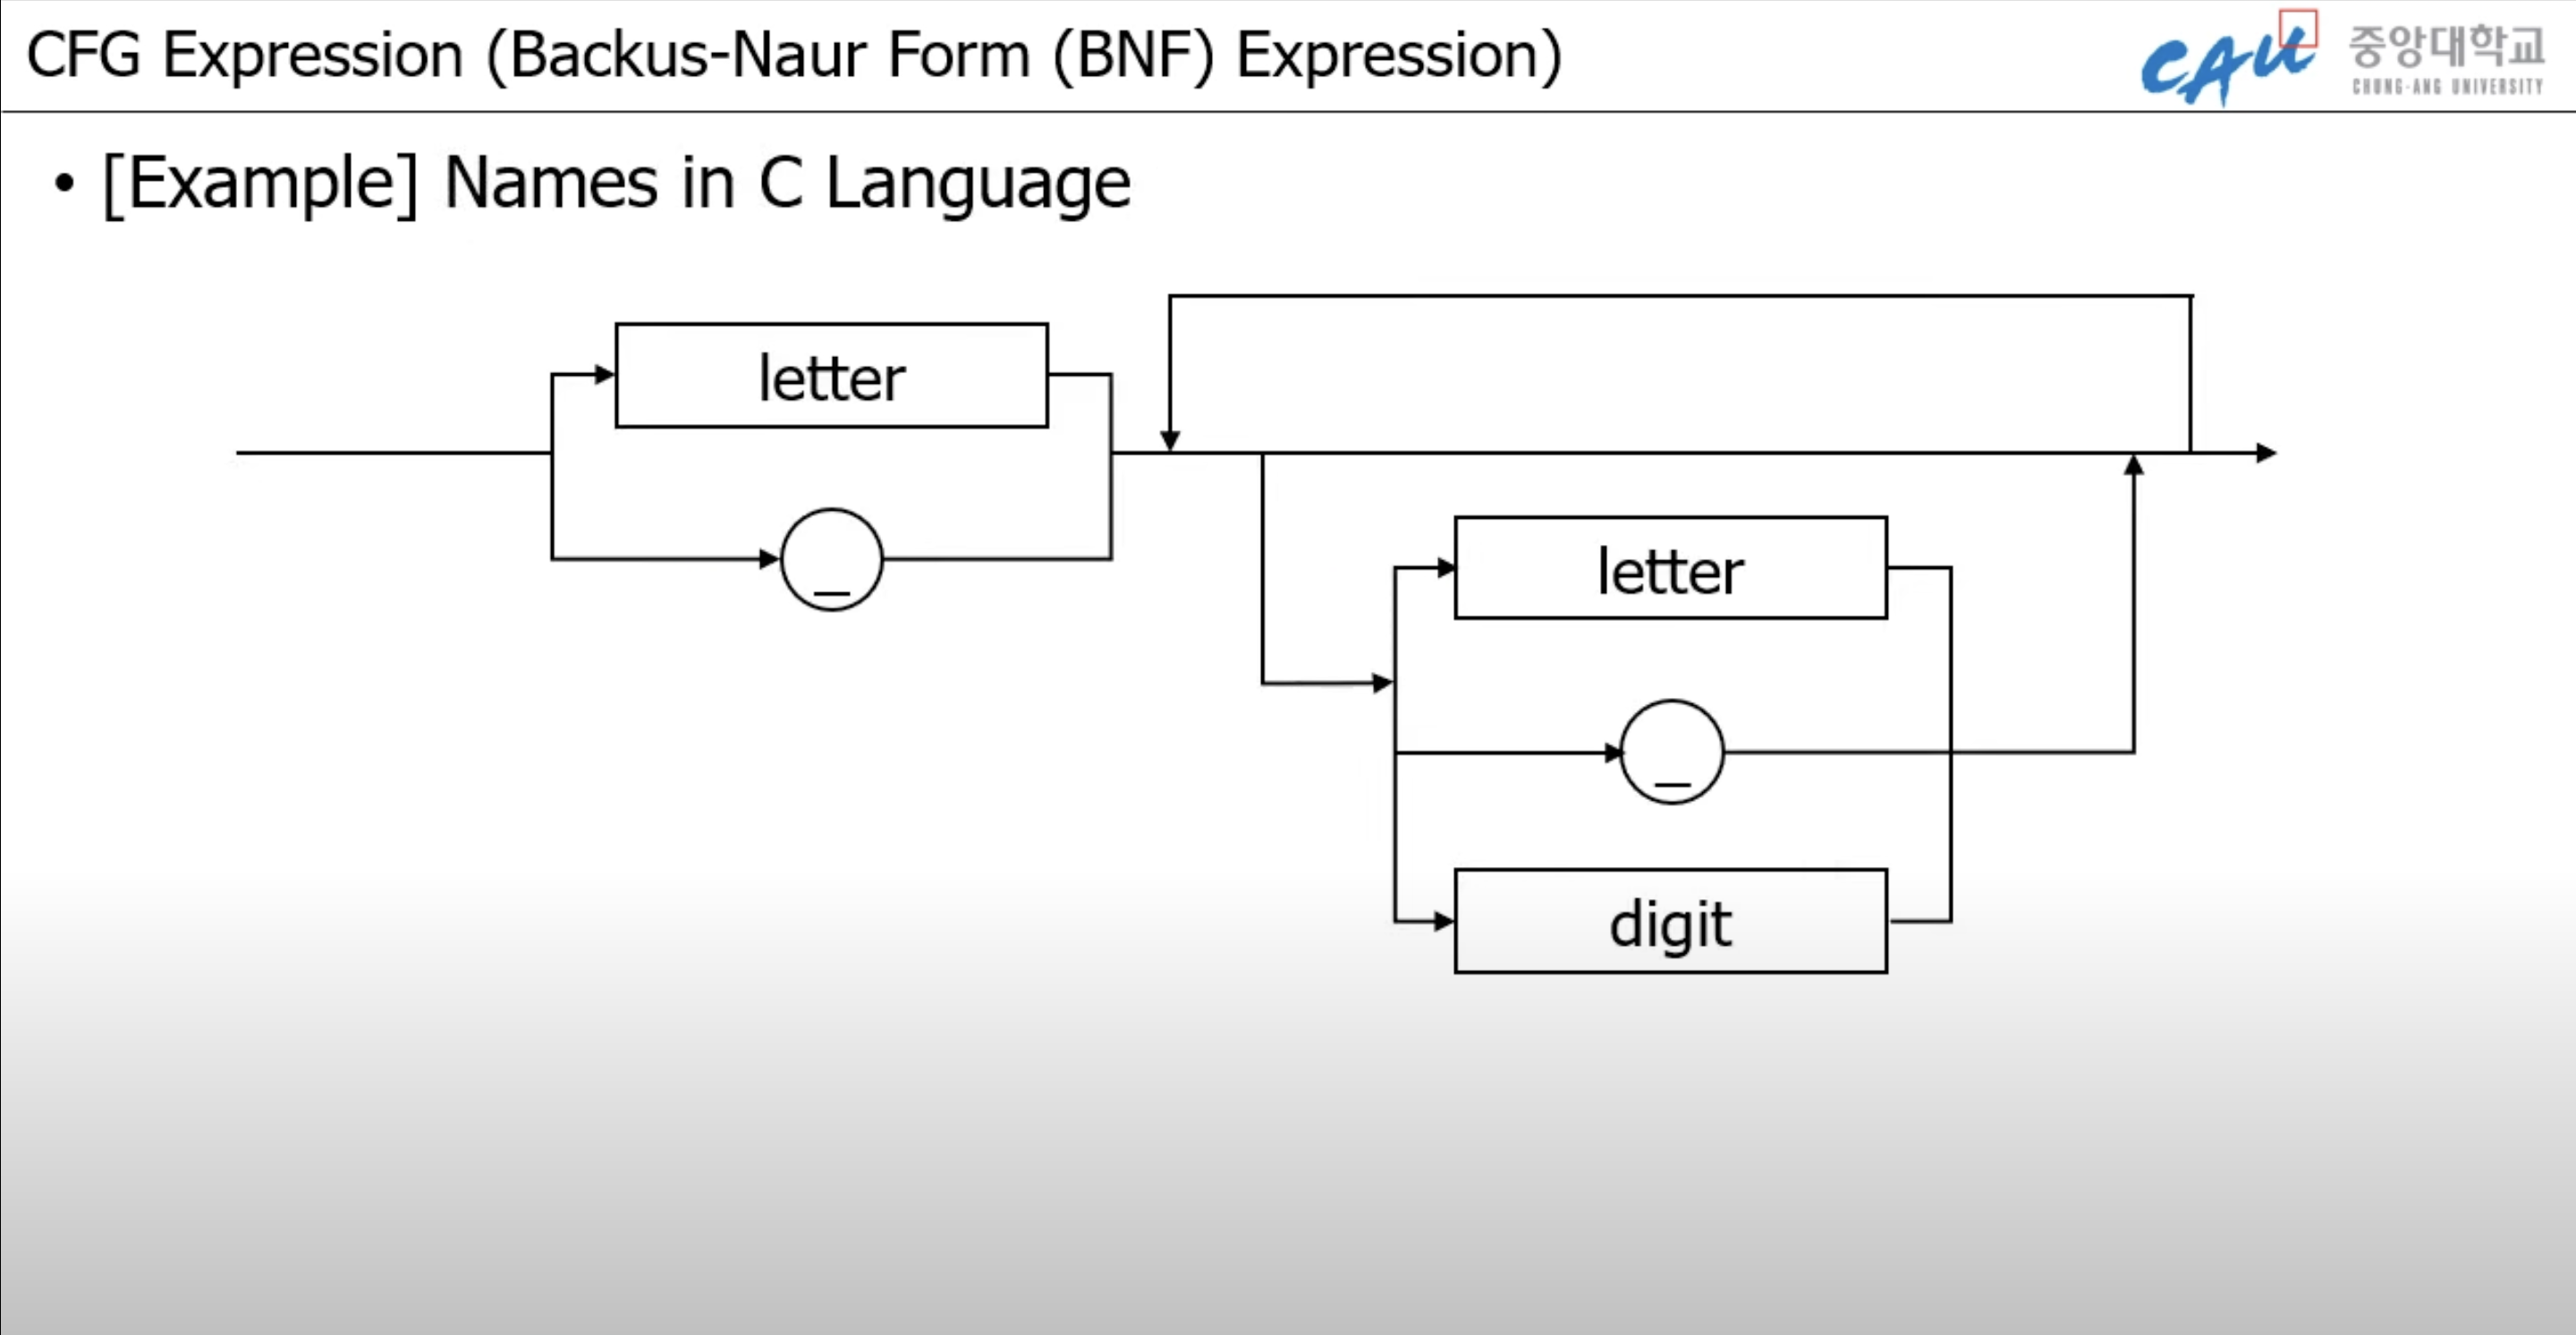 CFG Expression (Backus-Naur Form (BNF) Expression)
CAU 중앙대학교
CHUNG-ANG UNIVERSITY
• [Example] Names in C Language
letter
_
letter
_
digit